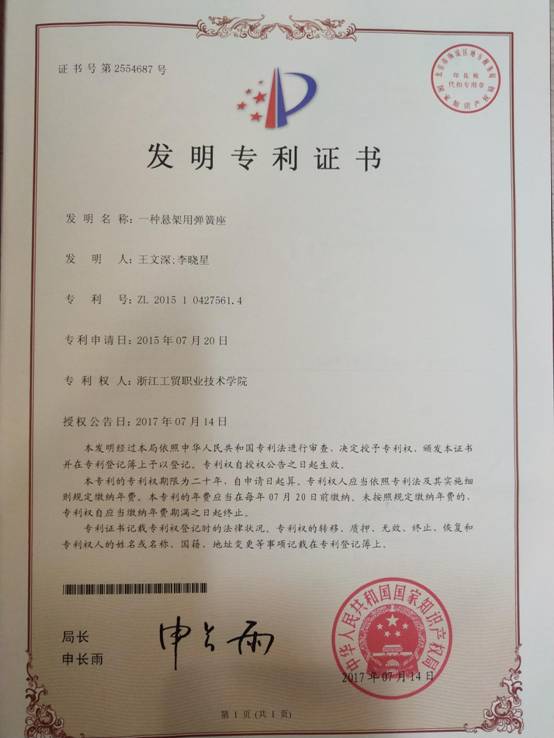 证书号第2554687号
印花税
代扣专用章
发明专利证书
发明名称：一种悬架用弹簧座
发明人：王文深;李晓星
专利号：ZL 2015 1 0427561.4
专利申请日：2015年07月20日
专利权人：浙江工贸职业技术学院
授权公告日：2017年07月14日
本发明经过本局依照中华人民共和国专利法进行审查，决定授予专利权，颁发本证书
并在专利登记簿上予以登记。专利权自授权公告之日起生效。
本专利的专利权期限为二十年，自申请日起算。专利权人应当依照专利法及其实施细
则规定缴纳年费。本专利的年费应当在每年07月20日前缴纳。未按照规定缴纳年费的，
专利权自应当缴纳年费期满之日起终止。
专利证书记载专利权登记时的法律状况。专利权的转移、质押、无效、终止、恢复和
专利权人的姓名或名称、国籍、地址变更等事项记载在专利登记簿上。
局长
申长雨
申长雨
中华人民共和国国家知识产权局
2017年07月14日
第1页(共1页)